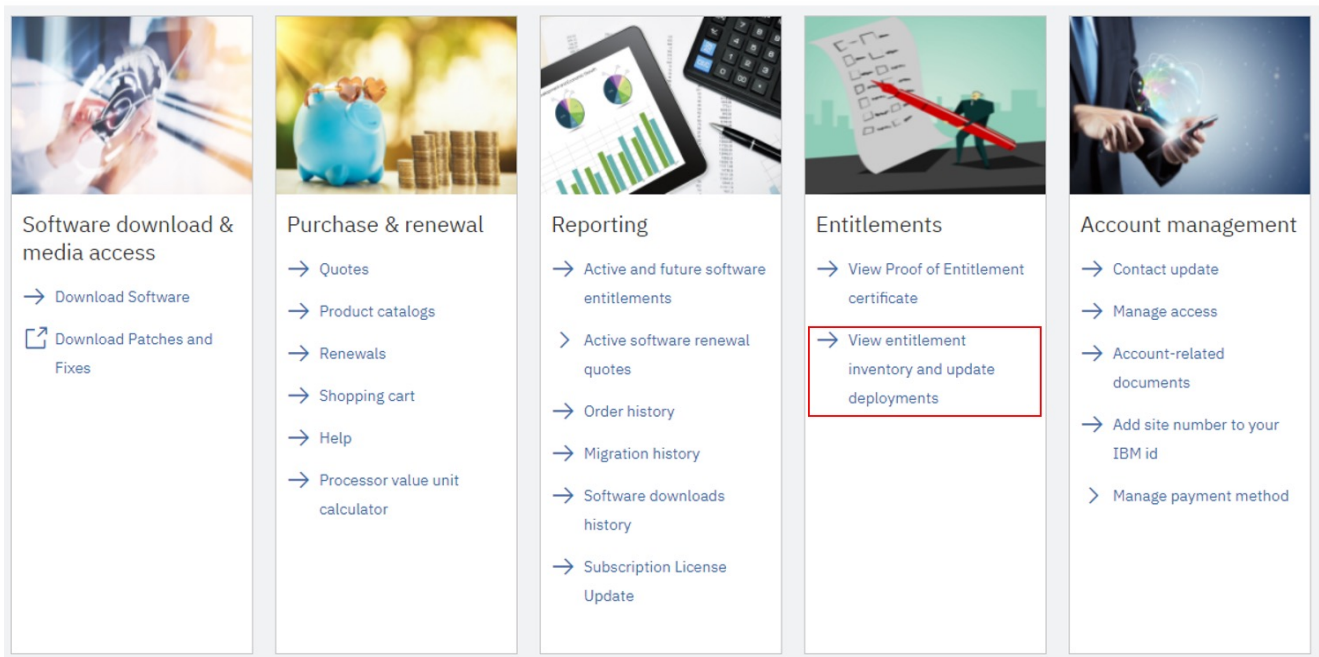 Software download &
media access
Download Software
Download Patches and
Fixes
Purchase & renewal
Quotes
Product catalogs
Renewals
Shopping cart
Help
Processor value unit
calculator
Reporting
Active and future software
entitlements
Active software renewal
quotes
Order history
Migration history
Software downloads
history
Subscription License
Update
Entitlements
View Proof of Entitlement
certificate
View entitlement
inventory and update
deployments
Account management
Contact update
Manage access
Account-related
documents
Add site number to your
IBM id
Manage payment method